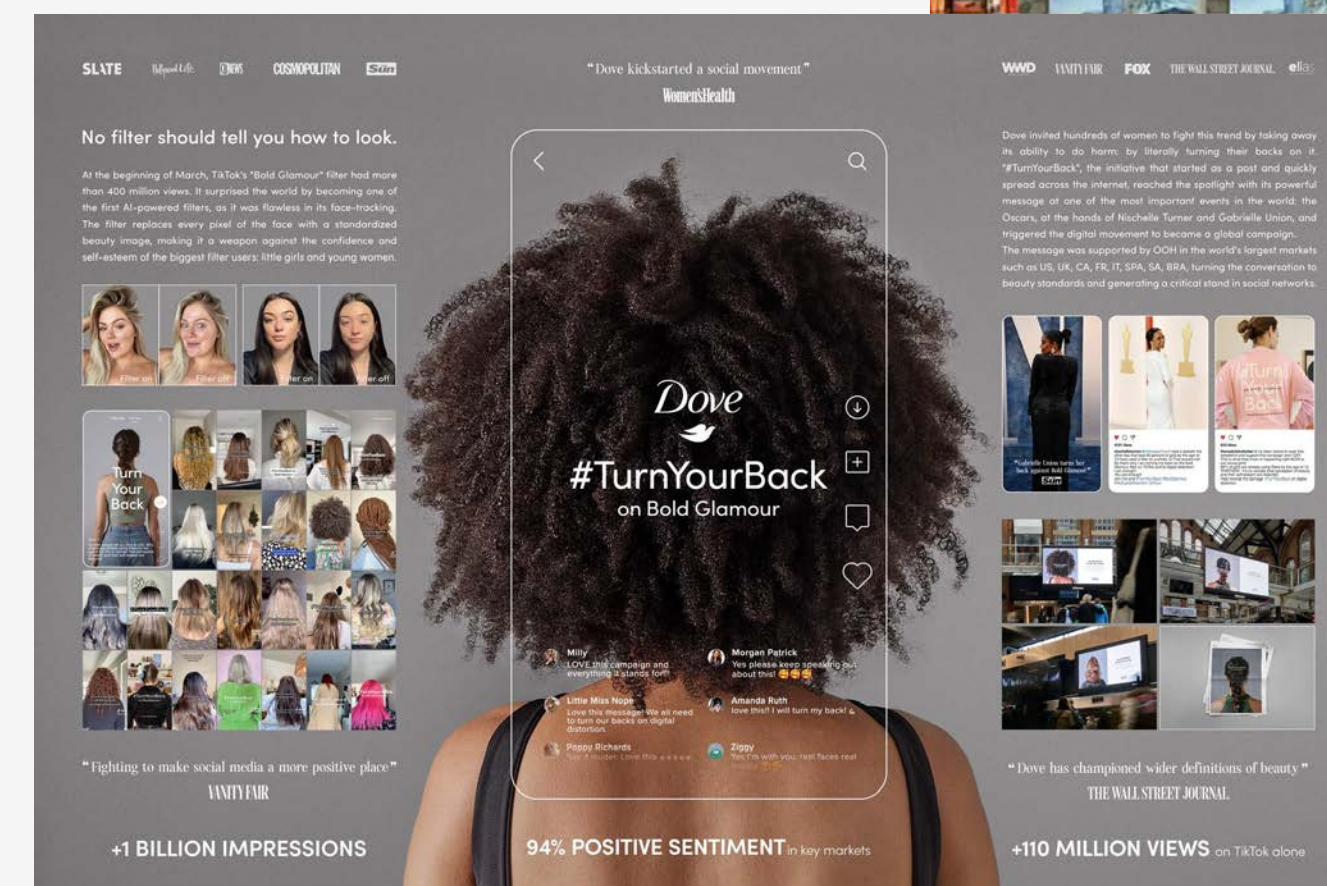 SLATE
Hollywood Life
E! NEWS
COSMOPOLITAN
The Sun
No filter should tell you how to look.
At the beginning of March, TikTok's "Bold Glamour" filter had more
than 400 million views. It surprised the world by becoming one of
the first AI-powered filters, as it was flawless in its face-tracking.
The filter replaces every pixel of the face with a standardized
beauty image, making it a weapon against the confidence and
self-esteem of the biggest filter users: little girls and young women.
Filter on
Filter off
Filter on
Filter off
Turn
Your
Back
"Fighting to make social media a more positive place"
VANITY FAIR
+1 BILLION IMPRESSIONS
"Dove kickstarted a social movement"
Women'sHealth
Dove
#TurnYourBack
on Bold Glamour
Milly
LOVE this campaign and
everything it stands for!!
Little Miss Nope
Love this message! We all need
to turn our backs on digital
distortion.
Poppy Richards
Love this
Morgan Patrick
Yes please keep speaking out
about this! 🥰🥰🥰
Amanda Ruth
love this!! I will turn my back!
Ziggy
Yes I'm with you, real faces real
94% POSITIVE SENTIMENT in key markets
WWD
VANITY FAIR
FOX
THE WALL STREET JOURNAL.
Dove invited hundreds of women to fight this trend by taking away
its ability to do harm: by literally turning their backs on it.
"#TurnYourBack", the initiative that started as a post and quickly
spread across the internet, reached the spotlight with its powerful
message at one of the most important events in the world: the
Oscars, at the hands of Nischelle Turner and Gabrielle Union, and
triggered the digital movement to became a global campaign.
The message was supported by OOH in the world's largest markets
such as US, UK, CA, FR, IT, SPA, SA, BRA, turning the conversation to
beauty standards and generating a critical stand in social networks.
"Gabrielle Union turns her
back against Bold Glamour"
The Sun
#Turn
Your
Back
"Dove has championed wider definitions of beauty"
THE WALL STREET JOURNAL.
+110 MILLION VIEWS on TikTok alone